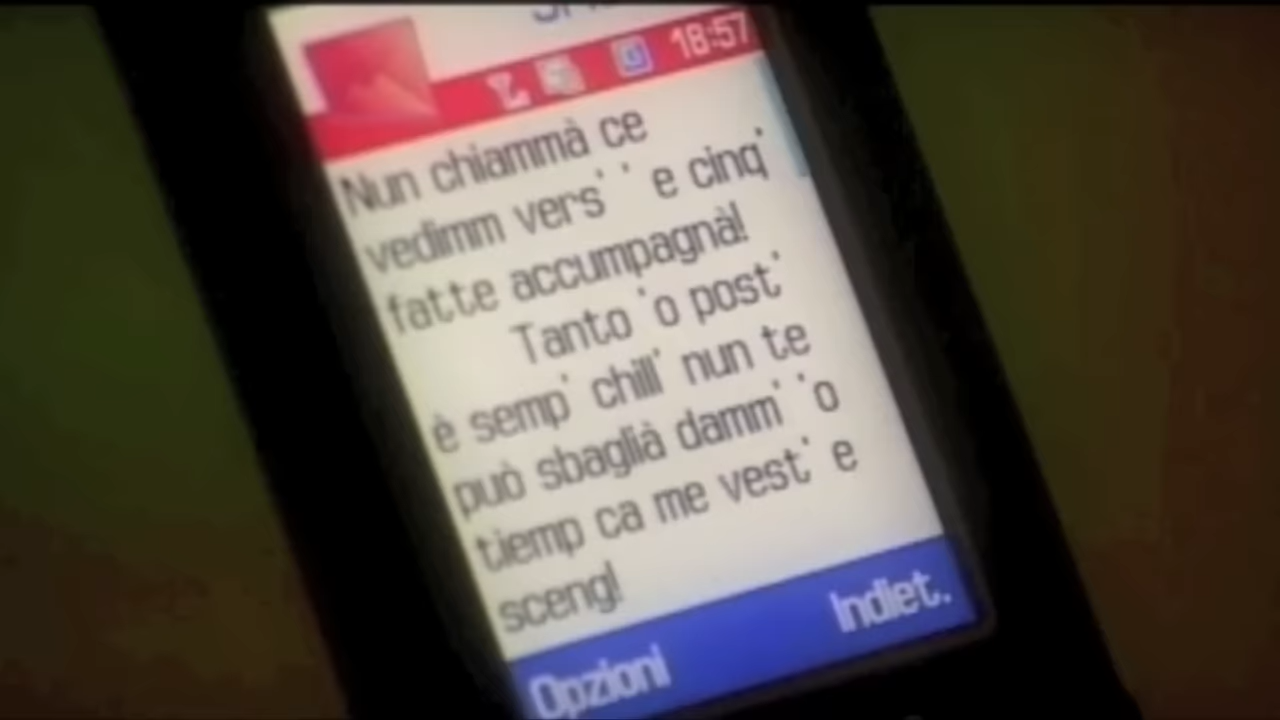 18:57
Nun chiammà ce
vedimm vers' ' e cinq'
fatte accumpagnà!
Tanto 'o post'
è semp' chill' nun te
può sbaglià damm' 'o
tiemp ca me vest' e
sceng!
Opzioni
Indiet.